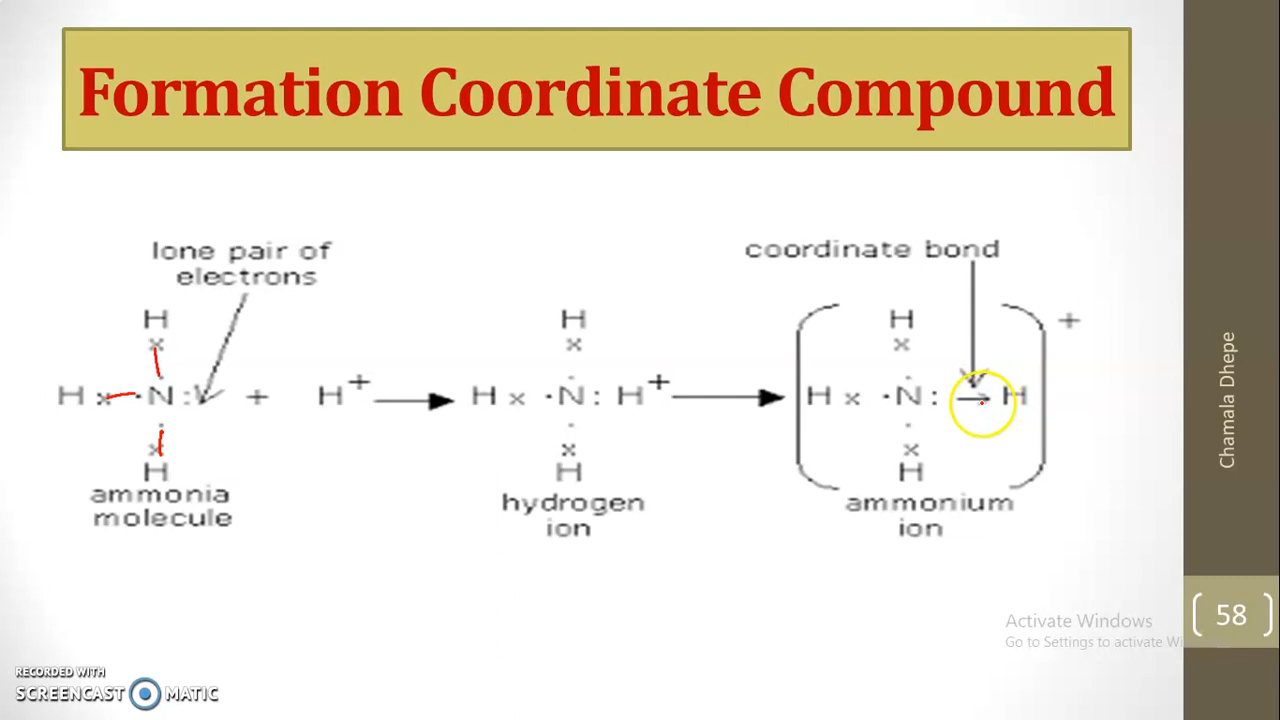 Formation Coordinate Compound
lone pair of
electrons
coordinate bond
H
x
H x · N : + H+
·
x
H
ammonia
molecule
H
x
·
H x · N : H+
·
x
H
hydrogen
ion
H
x
·
H x · N : → H
·
x
H
+
ammonium
ion
Chamala Dhepe
58
Activate Windows
Go to Settings to activate Wi
RECORDED WITH
SCREENCAST MATIC